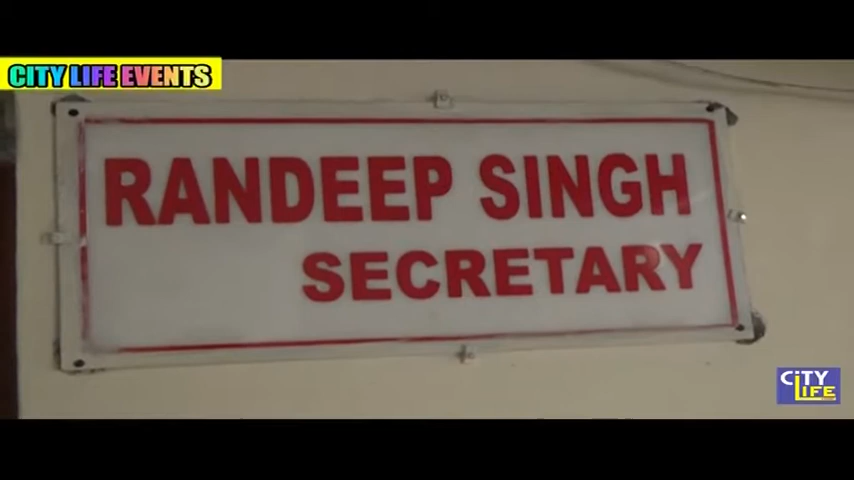 CITY LIFE EVENTS
RANDEEP SINGH
SECRETARY
CITY
LIFE